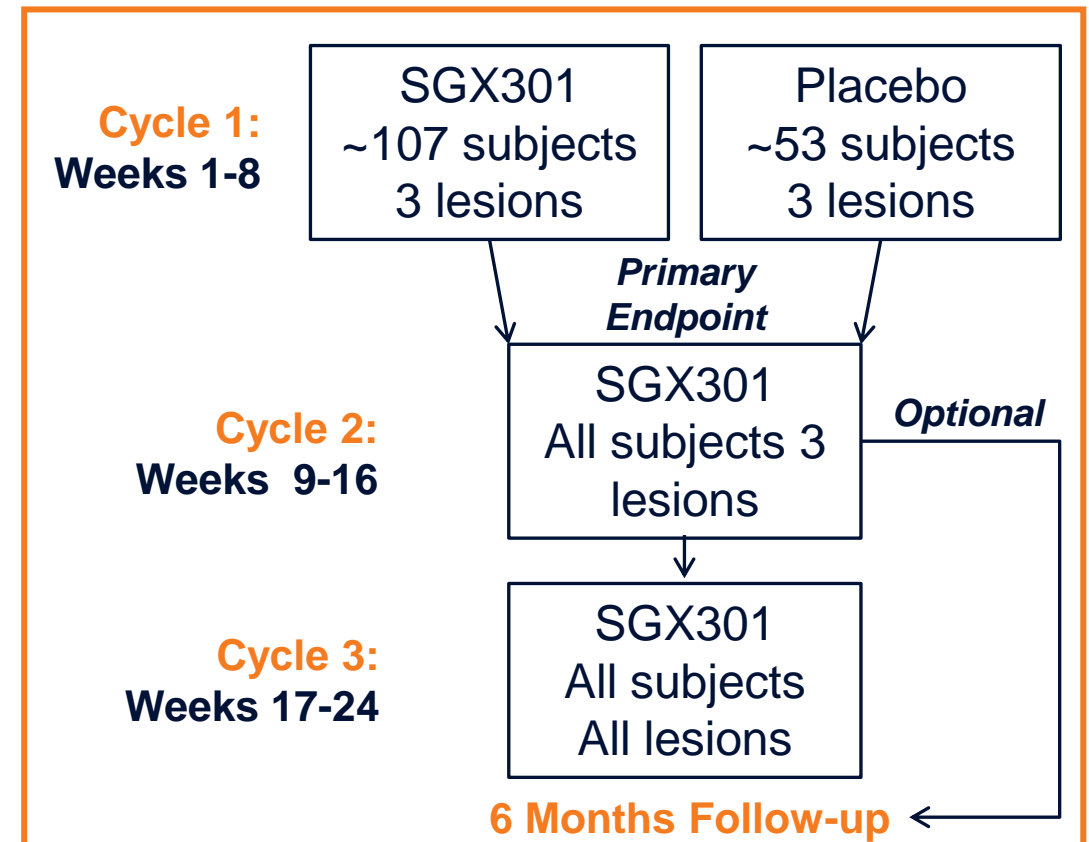 Cycle 1:
Weeks 1-8
SGX301
~107 subjects
3 lesions
Placebo
~53 subjects
3 lesions
Primary
Endpoint
Cycle 2:
Weeks 9-16
SGX301
All subjects 3
lesions
Optional
Cycle 3:
Weeks 17-24
SGX301
All subjects
All lesions
6 Months Follow-up